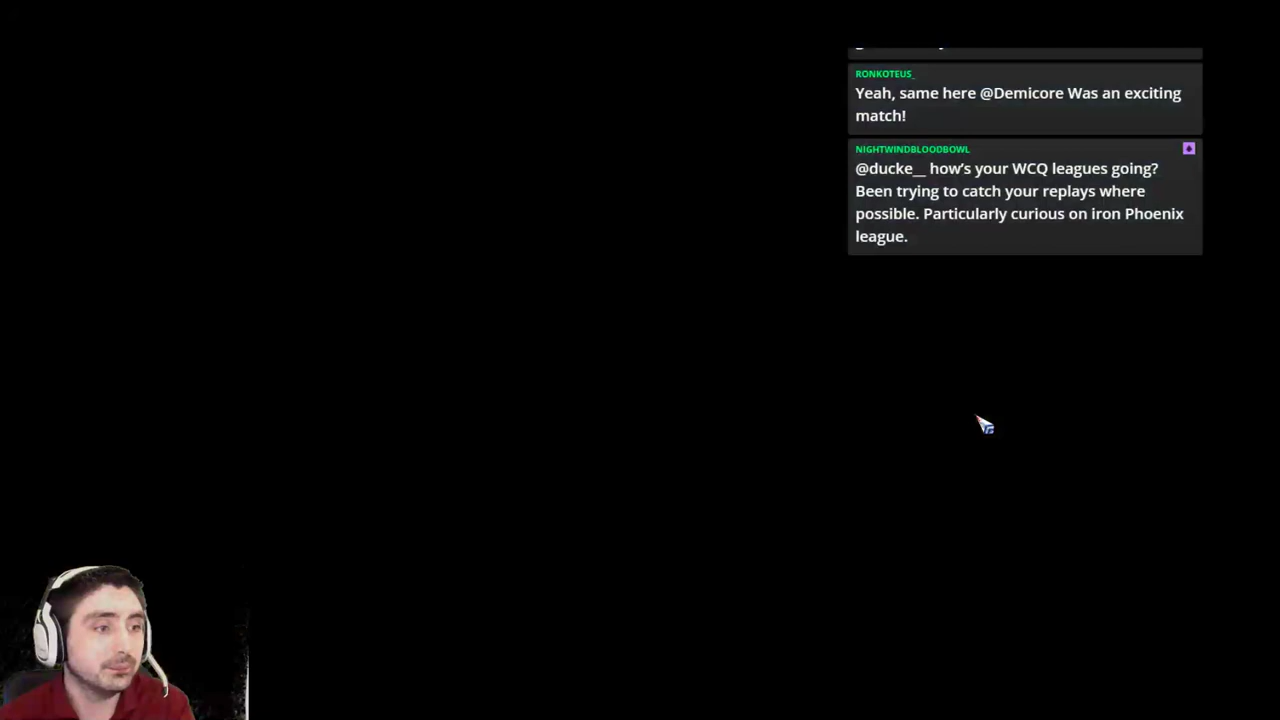 RONKOTEUS_
Yeah, same here @Demicore Was an exciting
match!
NIGHTWINDBLOODBOWL
@ducke__ how's your WCQ leagues going?
Been trying to catch your replays where
possible. Particularly curious on iron Phoenix
league.